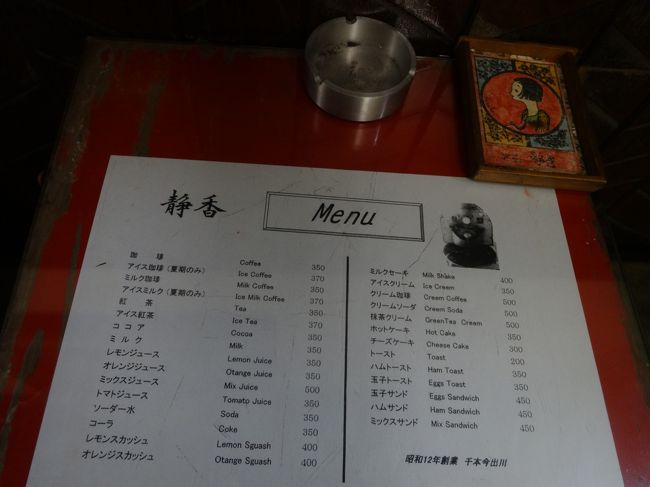 静香
Menu
珈琲 Coffea 350
アイス珈琲(夏期のみ) Ice Coffee 370
ミルク珈琲 Milk Coffee 350
アイスミルク(夏期のみ) Ice Milk Coffee 370
紅茶 Tea 350
アイス紅茶 Ice Tea 370
ココア Cocoa 350
ミルク Milk 350
レモンジュース Lemon Juice 350
オレンジジュース Otange Juice 350
ミックスジュース Mix Juice 500
トマトジュース Tomato Juice 350
ソーダー水 Soda 350
コーラ Coke 350
レモンスカッシュ Lemon Sguash 400
オレンジスカッシュ Otange Sguash 400
ミルクセーキ Milk Shake 400
アイスクリーム Ice Creem 350
クリーム珈琲 Creem Coffee 500
クリームソーダ Creem Soda 500
抹茶クリーム GreenTea Creem 500
ホットケーキ Hot Cake 350
チーズケーキ Cheese Cake 300
トースト Toast 200
ハムトースト Ham Toast 350
玉子トースト Eggs Toast 350
玉子サンド Eggs Sandwich 450
ハムサンド Ham Sandwich 450
ミックスサンド Mix Sandwich 450
昭和12年創業 千本今出川